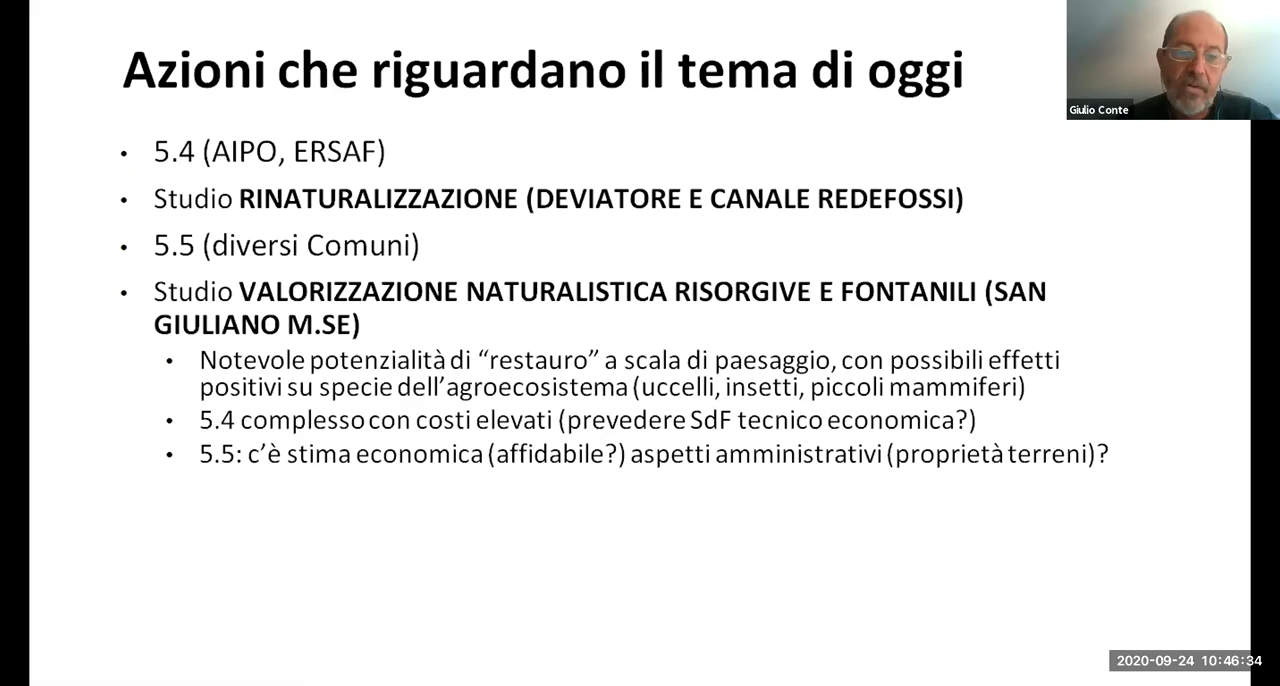 Azioni che riguardano il tema di oggi
Giulio Conte
• 5.4 (AIPO, ERSAF)
• Studio RINATURALIZZAZIONE (DEVIATORE E CANALE REDEFOSSI)
• 5.5 (diversi Comuni)
• Studio VALORIZZAZIONE NATURALISTICA RISORGIVE E FONTANILI (SAN
GIULIANO M.SE)
• Notevole potenzialità di “restauro” a scala di paesaggio, con possibili effetti
positivi su specie dell’agroecosistema (uccelli, insetti, piccoli mammiferi)
• 5.4 complesso con costi elevati (prevedere SdF tecnico economica?)
• 5.5: c’è stima economica (affidabile?) aspetti amministrativi (proprietà terreni)?
2020-09-24 10:46:34